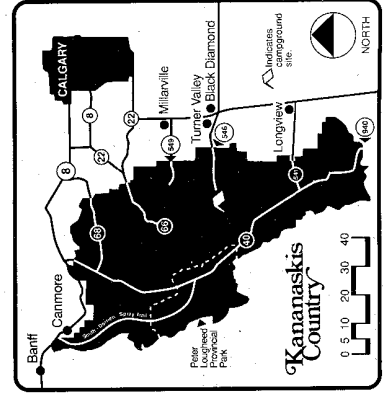 Banff
Canmore
CALGARY
8
8
22
22
68
66
Millarville
549
Turner Valley
Black Diamond
546
Indicates
campground
site.
Longview
541
40
940
NORTH
Peter
Lougheed
Provincial
Park
Kananaskis
Country
0 5 10 20 30 40